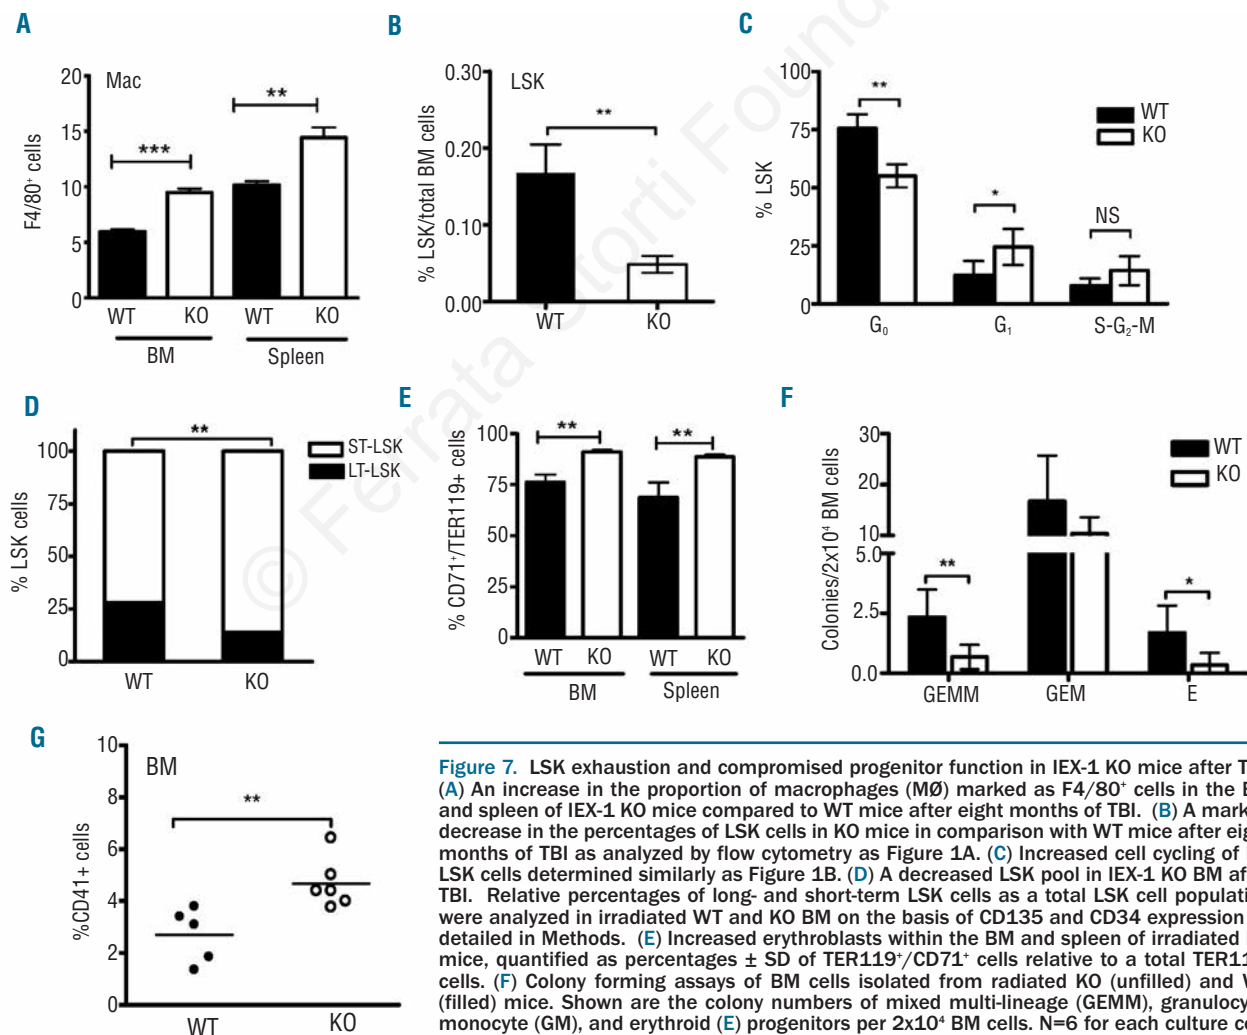 A
Mac
F4/80+ cells
20
15
10
5
0
***
**
WT KO WT KO
BM Spleen
B
LSK
% LSK/total BM cells
0.30
0.20
0.10
0.00
**
WT KO
C
% LSK
100
75
50
25
0
**
*
NS
WT
KO
G0 G1 S-G2-M
D
% LSK cells
100
75
50
25
0
**
ST-LSK
LT-LSK
WT KO
E
% CD71+/TER119+ cells
100
75
50
25
0
**
**
WT KO WT KO
BM Spleen
F
Colonies/2x104 BM cells
30
20
10
5.0
2.5
0.0
**
*
WT
KO
GEMM GEM E
G
BM
%CD41+ cells
10
8
6
4
2
0
**
WT KO
© Ferrata Storti Found
Figure 7. LSK exhaustion and compromised progenitor function in IEX-1 KO mice after T
(A) An increase in the proportion of macrophages (MØ) marked as F4/80+ cells in the
and spleen of IEX-1 KO mice compared to WT mice after eight months of TBI. (B) A mark
decrease in the percentages of LSK cells in KO mice in comparison with WT mice after eig
months of TBI as analyzed by flow cytometry as Figure 1A. (C) Increased cell cycling of
LSK cells determined similarly as Figure 1B. (D) A decreased LSK pool in IEX-1 KO BM af
TBI. Relative percentages of long- and short-term LSK cells as a total LSK cell populati
were analyzed in irradiated WT and KO BM on the basis of CD135 and CD34 expression
detailed in Methods. (E) Increased erythroblasts within the BM and spleen of irradiated
mice, quantified as percentages ± SD of TER119+/CD71+ cells relative to a total TER11
cells. (F) Colony forming assays of BM cells isolated from radiated KO (unfilled) and
(filled) mice. Shown are the colony numbers of mixed multi-lineage (GEMM), granulocy
monocyte (GM), and erythroid (E) progenitors per 2x104 BM cells. N=6 for each culture